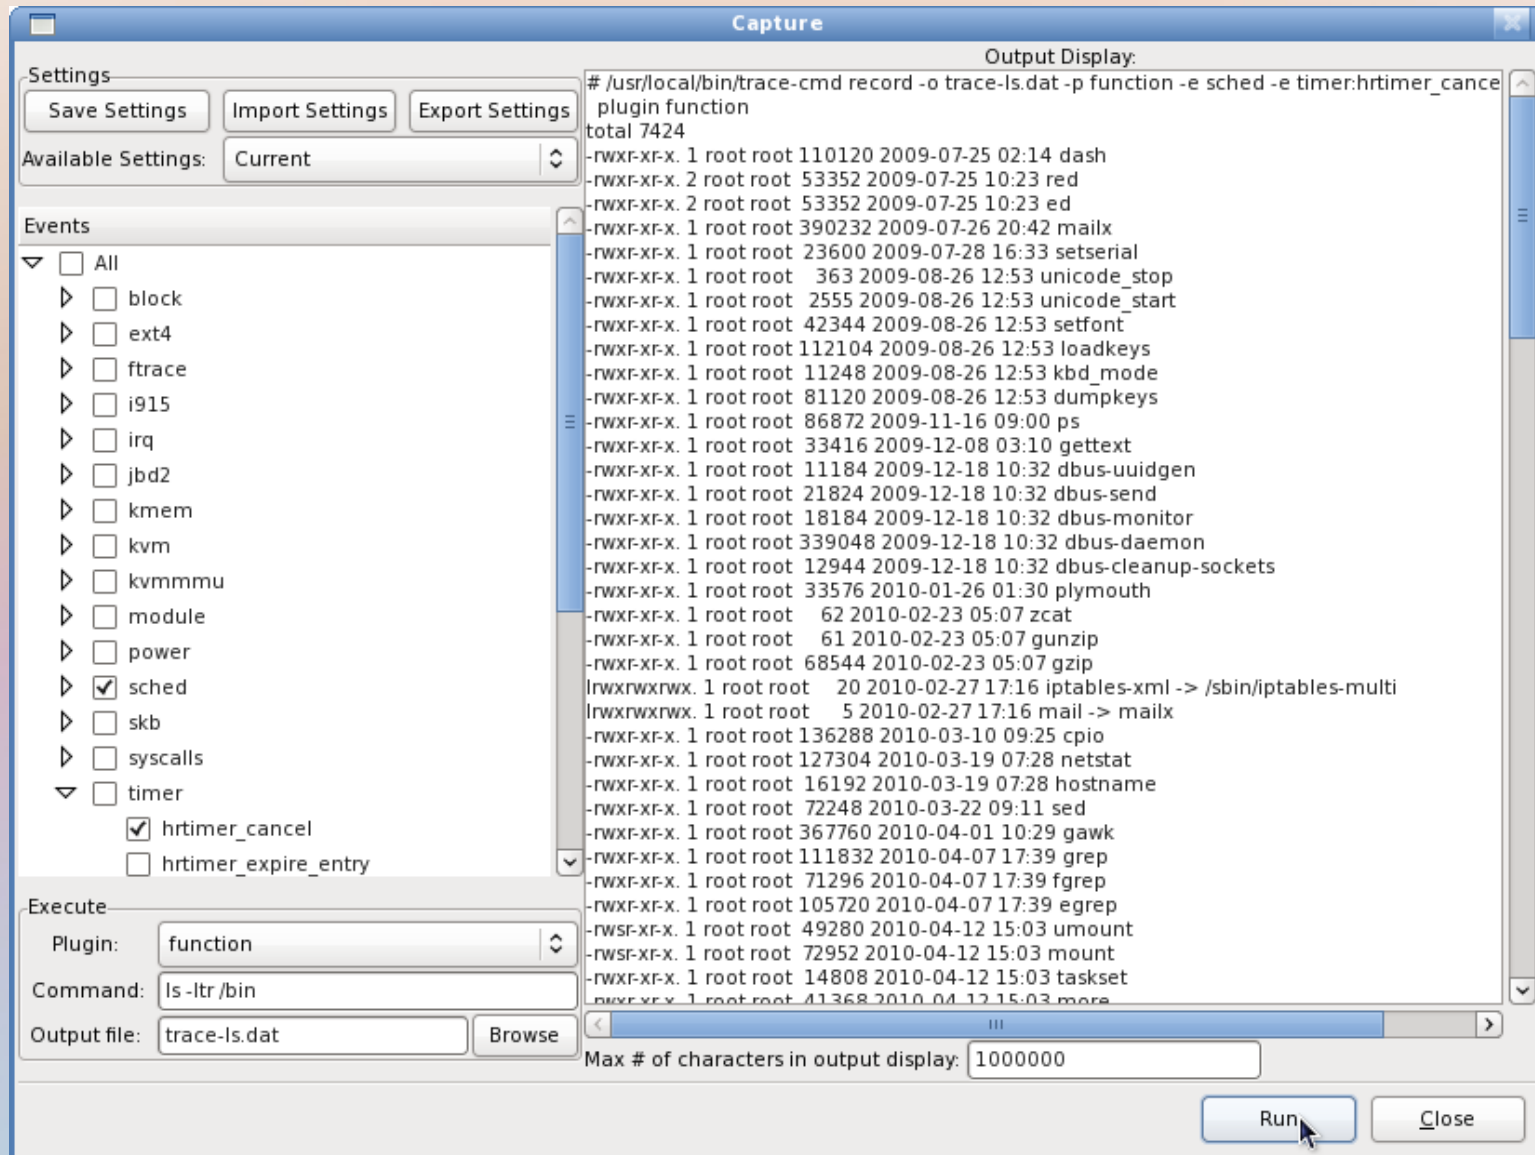 Capture
Settings
Save Settings
Import Settings
Export Settings
Available Settings:
Current
Events
All
block
ext4
ftrace
i915
irq
jbd2
kmem
kvm
kvmmmu
module
power
sched
skb
syscalls
timer
hrtimer_cancel
hrtimer_expire_entry
Execute
Plugin:
function
Command:
ls -ltr /bin
Output file:
trace-ls.dat
Browse
Output Display:
# /usr/local/bin/trace-cmd record -o trace-ls.dat -p function -e sched -e timer:hrtimer_cance
plugin function
total 7424
-rwxr-xr-x. 1 root root 110120 2009-07-25 02:14 dash
-rwxr-xr-x. 2 root root 53352 2009-07-25 10:23 red
-rwxr-xr-x. 2 root root 53352 2009-07-25 10:23 ed
-rwxr-xr-x. 1 root root 390232 2009-07-26 20:42 mailx
-rwxr-xr-x. 1 root root 23600 2009-07-28 16:33 setserial
-rwxr-xr-x. 1 root root 363 2009-08-26 12:53 unicode_stop
-rwxr-xr-x. 1 root root 2555 2009-08-26 12:53 unicode_start
-rwxr-xr-x. 1 root root 42344 2009-08-26 12:53 setfont
-rwxr-xr-x. 1 root root 112104 2009-08-26 12:53 loadkeys
-rwxr-xr-x. 1 root root 11248 2009-08-26 12:53 kbd_mode
-rwxr-xr-x. 1 root root 81120 2009-08-26 12:53 dumpkeys
-rwxr-xr-x. 1 root root 86872 2009-11-16 09:00 ps
-rwxr-xr-x. 1 root root 33416 2009-12-08 03:10 gettext
-rwxr-xr-x. 1 root root 11184 2009-12-18 10:32 dbus-uuidgen
-rwxr-xr-x. 1 root root 21824 2009-12-18 10:32 dbus-send
-rwxr-xr-x. 1 root root 18184 2009-12-18 10:32 dbus-monitor
-rwxr-xr-x. 1 root root 339048 2009-12-18 10:32 dbus-daemon
-rwxr-xr-x. 1 root root 12944 2009-12-18 10:32 dbus-cleanup-sockets
-rwxr-xr-x. 1 root root 33576 2010-01-26 01:30 plymouth
-rwxr-xr-x. 1 root root 62 2010-02-23 05:07 zcat
-rwxr-xr-x. 1 root root 61 2010-02-23 05:07 gunzip
-rwxr-xr-x. 1 root root 68544 2010-02-23 05:07 gzip
lrwxrwxrwx. 1 root root 20 2010-02-27 17:16 iptables-xml -> /sbin/iptables-multi
lrwxrwxrwx. 1 root root 5 2010-02-27 17:16 mail -> mailx
-rwxr-xr-x. 1 root root 136288 2010-03-10 09:25 cpio
-rwxr-xr-x. 1 root root 127304 2010-03-19 07:28 netstat
-rwxr-xr-x. 1 root root 16192 2010-03-19 07:28 hostname
-rwxr-xr-x. 1 root root 72248 2010-03-22 09:11 sed
-rwxr-xr-x. 1 root root 367760 2010-04-01 10:29 gawk
-rwxr-xr-x. 1 root root 111832 2010-04-07 17:39 grep
-rwxr-xr-x. 1 root root 71296 2010-04-07 17:39 fgrep
-rwxr-xr-x. 1 root root 105720 2010-04-07 17:39 egrep
-rwsr-xr-x. 1 root root 49280 2010-04-12 15:03 umount
-rwsr-xr-x. 1 root root 72952 2010-04-12 15:03 mount
-rwxr-xr-x. 1 root root 14808 2010-04-12 15:03 taskset
-rwxr-xr-x. 1 root root 41368 2010-04-12 15:03 more
Max # of characters in output display:
1000000
Run
Close